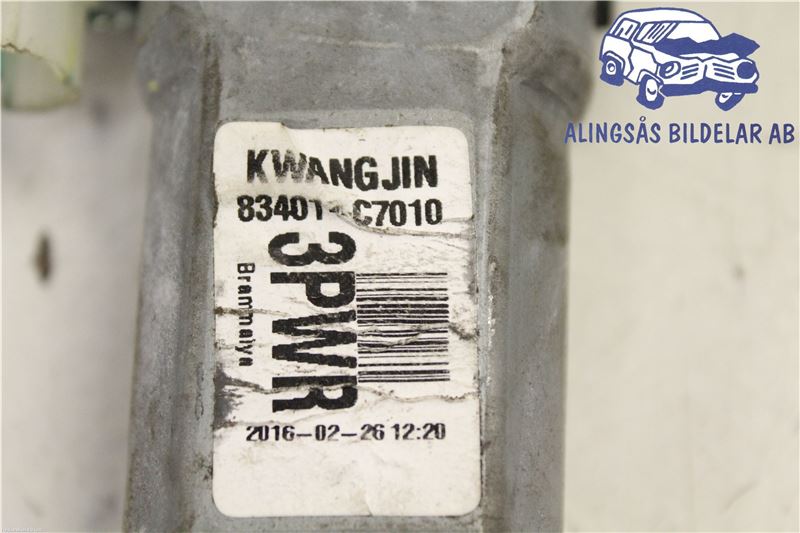 ALINGSÅS BILDELAR AB
KWANGJIN
83401-C7010
3PWR
Brammalya
2016-02-26 12:20